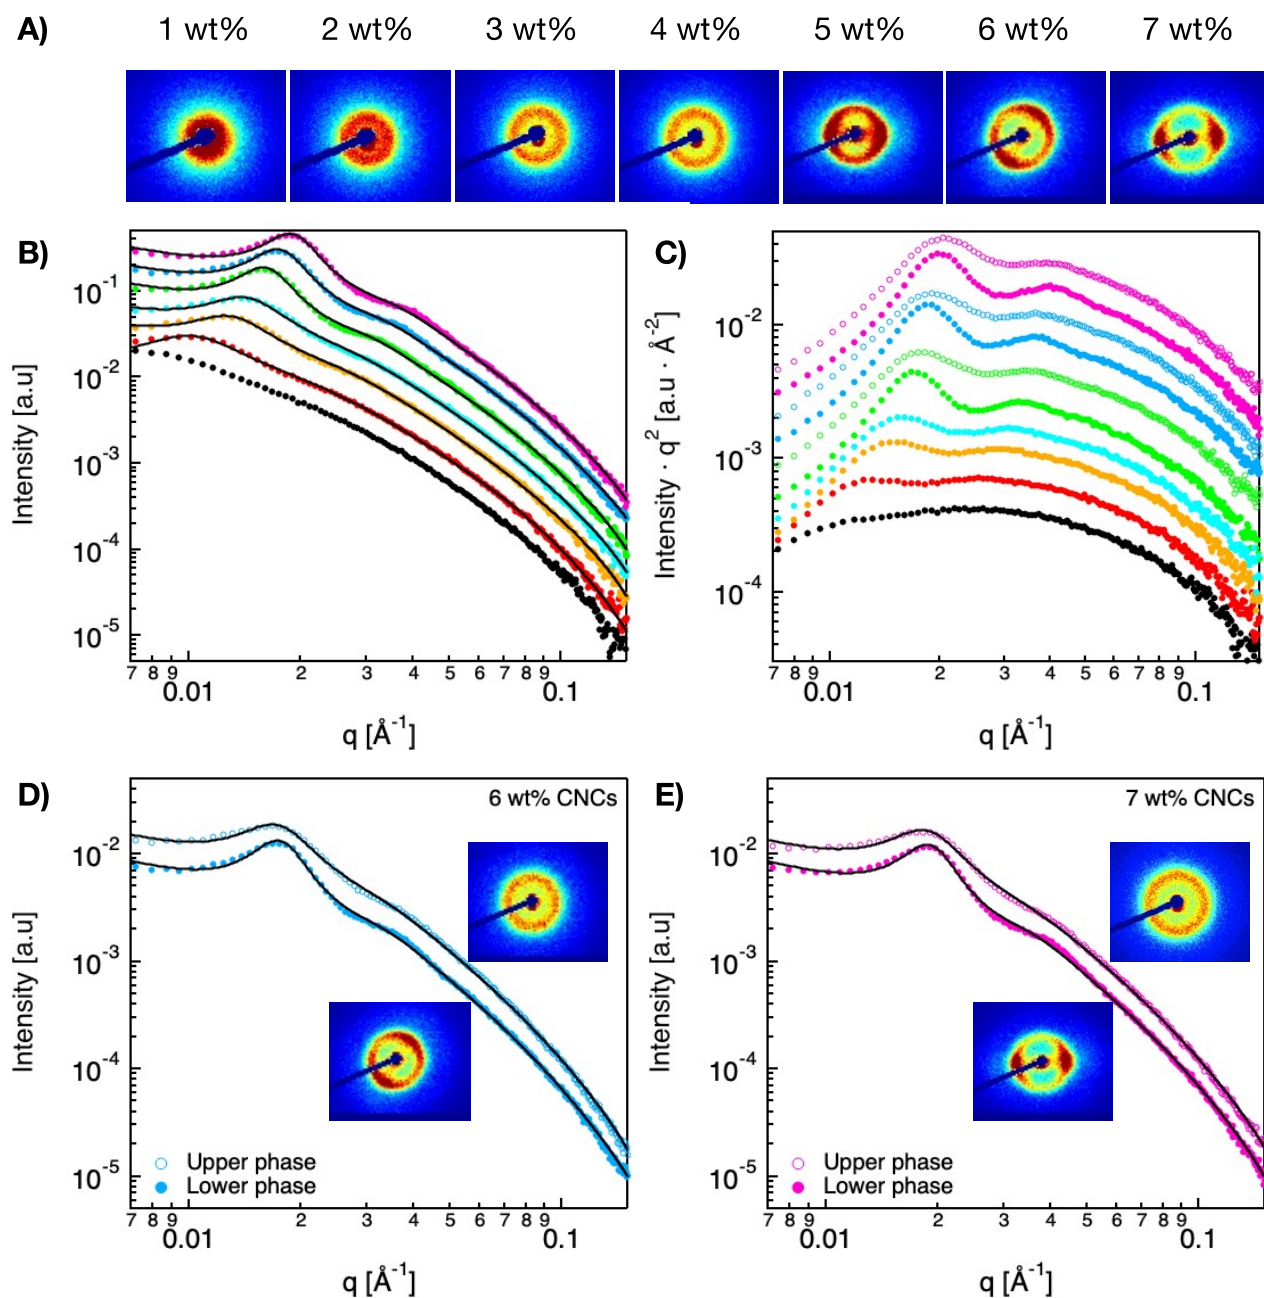 A) 1 wt% 2 wt% 3 wt% 4 wt% 5 wt% 6 wt% 7 wt%
B)
Intensity [a.u]
10⁻¹
10⁻²
10⁻³
10⁻⁴
10⁻⁵
7 8 9 2 3 4 5 6 7 8 9
0.01 0.1
q [Å⁻¹]
C)
Intensity · q² [a.u · Å⁻²]
10⁻²
10⁻³
10⁻⁴
7 8 9 2 3 4 5 6 7 8 9
0.01 0.1
q [Å⁻¹]
D)
6 wt% CNCs
Intensity [a.u]
10⁻²
10⁻³
10⁻⁴
10⁻⁵
Upper phase
Lower phase
7 8 9 2 3 4 5 6 7 8 9
0.01 0.1
q [Å⁻¹]
E)
7 wt% CNCs
Intensity [a.u]
10⁻²
10⁻³
10⁻⁴
10⁻⁵
Upper phase
Lower phase
7 8 9 2 3 4 5 6 7 8 9
0.01 0.1
q [Å⁻¹]